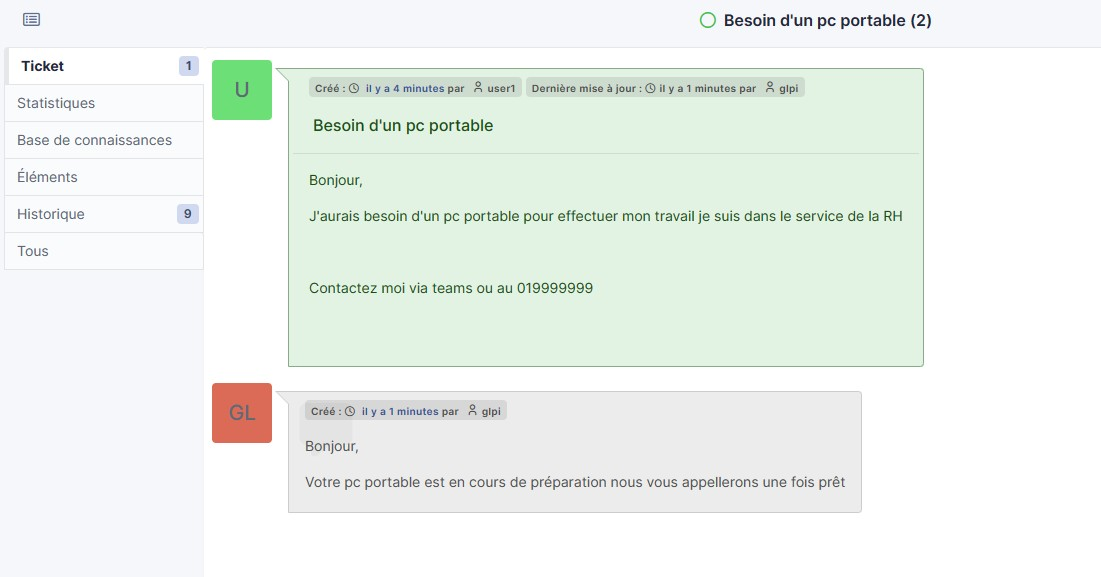 Besoin d'un pc portable (2)
Ticket 1
Statistiques
Base de connaissances
Éléments
Historique 9
Tous
U
Créé : il y a 4 minutes par user1 Dernière mise à jour : il y a 1 minutes par glpi
Besoin d'un pc portable
Bonjour,
J'aurais besoin d'un pc portable pour effectuer mon travail je suis dans le service de la RH
Contactez moi via teams ou au 019999999
GL
Créé : il y a 1 minutes par glpi
Bonjour,
Votre pc portable est en cours de préparation nous vous appellerons une fois prêt